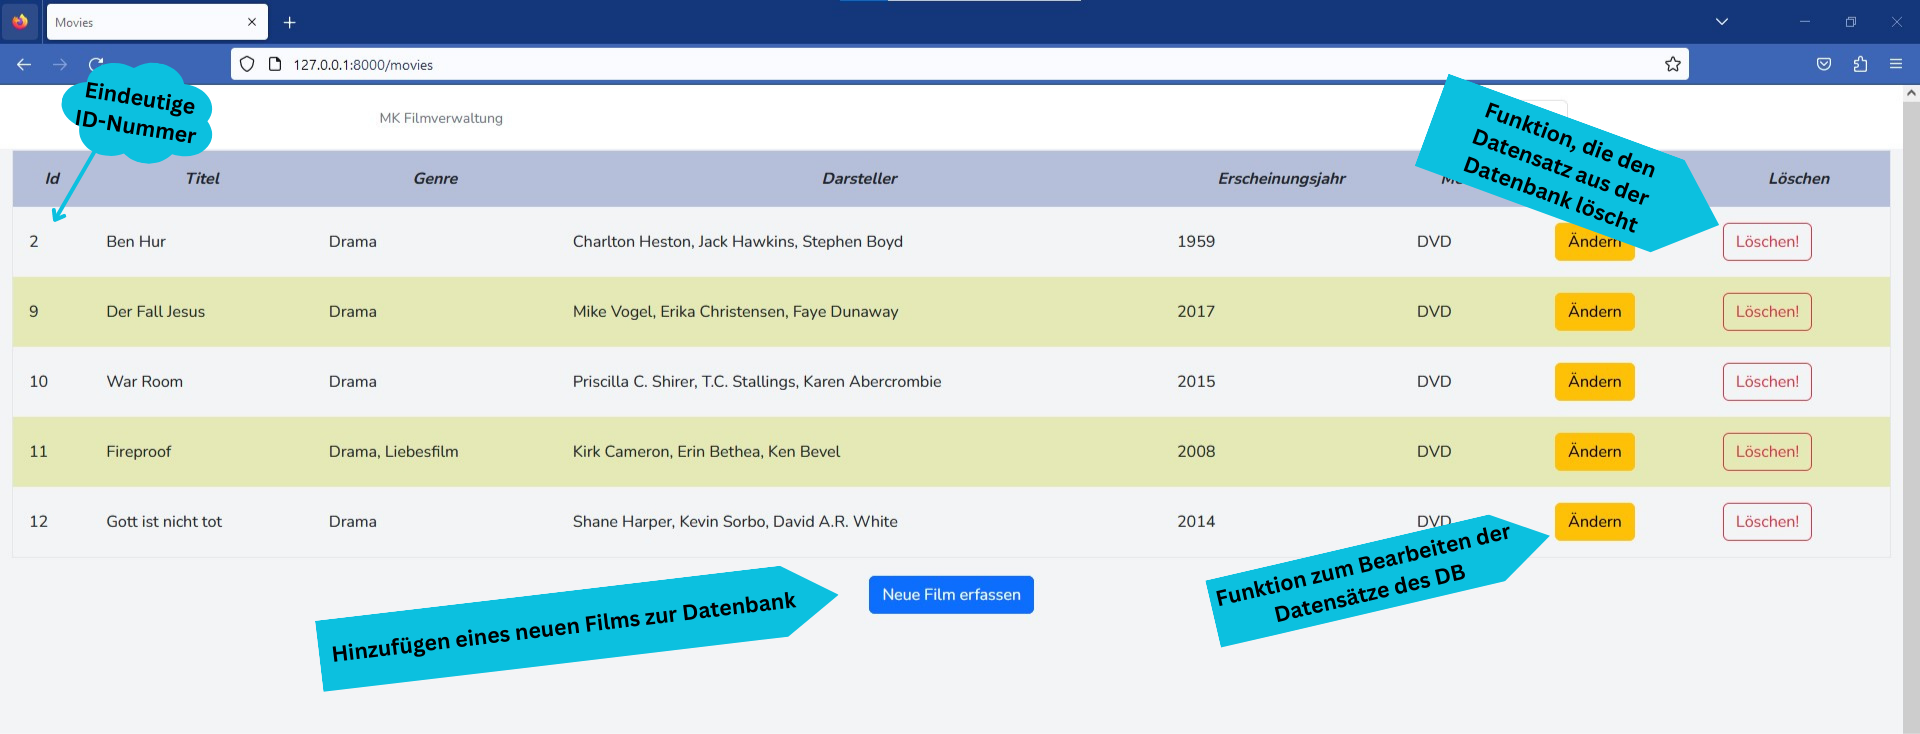 Movies
127.0.0.1:8000/movies
Eindeutige
ID-Nummer
MK Filmverwaltung
Funktion, die den
Datensatz aus der
Datenbank löscht
Id Titel Genre Darsteller Erscheinungsjahr Löschen
2 Ben Hur Drama Charlton Heston, Jack Hawkins, Stephen Boyd 1959 DVD Ändern Löschen!
9 Der Fall Jesus Drama Mike Vogel, Erika Christensen, Faye Dunaway 2017 DVD Ändern Löschen!
10 War Room Drama Priscilla C. Shirer, T.C. Stallings, Karen Abercrombie 2015 DVD Ändern Löschen!
11 Fireproof Drama, Liebesfilm Kirk Cameron, Erin Bethea, Ken Bevel 2008 DVD Ändern Löschen!
12 Gott ist nicht tot Drama Shane Harper, Kevin Sorbo, David A.R. White 2014 DVD Ändern Löschen!
Funktion zum Bearbeiten der
Datensätze des DB
Neue Film erfassen
Hinzufügen eines neuen Films zur Datenbank